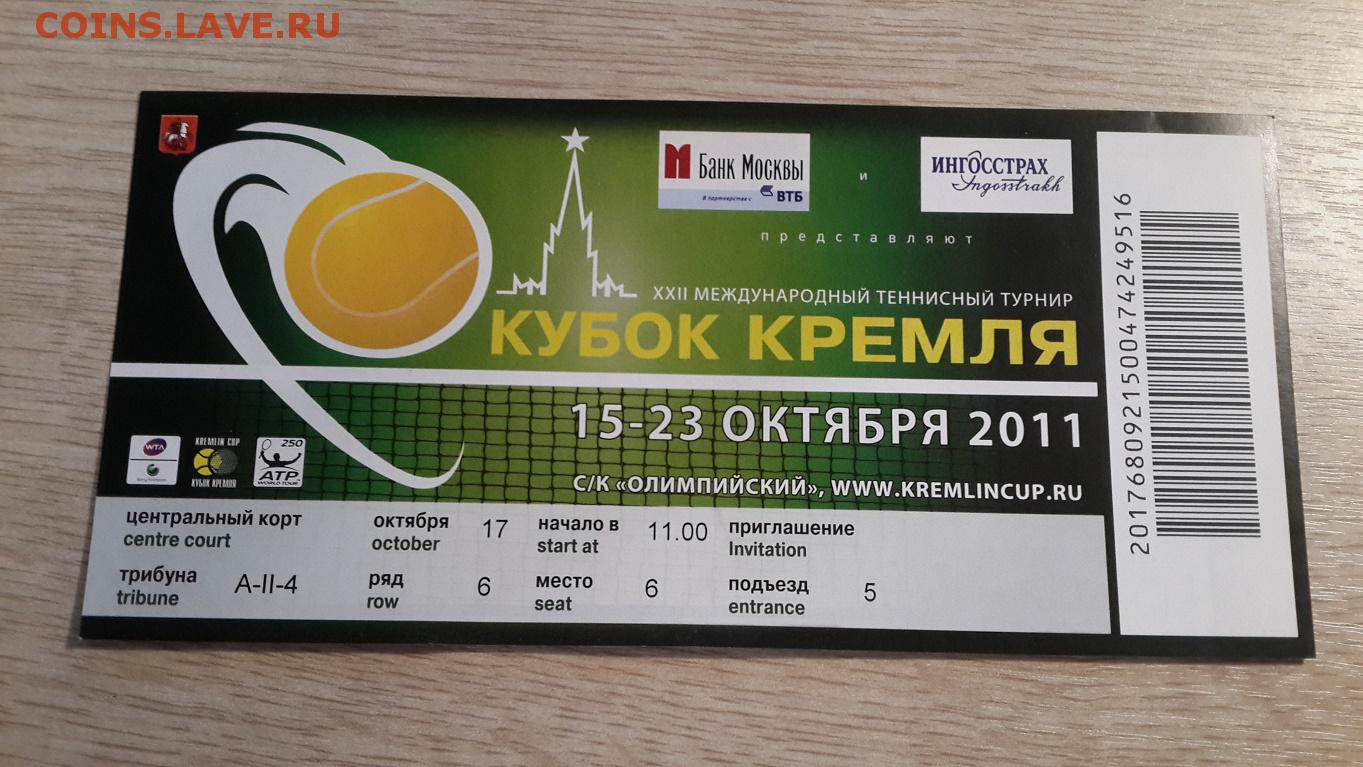 COINS.LAVE.RU
Банк Москвы
В партнерстве с ВТБ
и
ИНГОССТРАХ
Ingosstrakh
представляют
XXII МЕЖДУНАРОДНЫЙ ТЕННИСНЫЙ ТУРНИР
КУБОК КРЕМЛЯ
15-23 ОКТЯБРЯ 2011
С/К «ОЛИМПИЙСКИЙ», WWW.KREMLINCUP.RU
WTA
KREMLIN CUP
КУБОК КРЕМЛЯ
250
ATP
WORLD TOUR
центральный корт
centre court
октября 17
october
начало в 11.00
start at
приглашение
Invitation
трибуна A-II-4
tribune
ряд 6
row
место 6
seat
подъезд 5
entrance
20176809215004742495​16